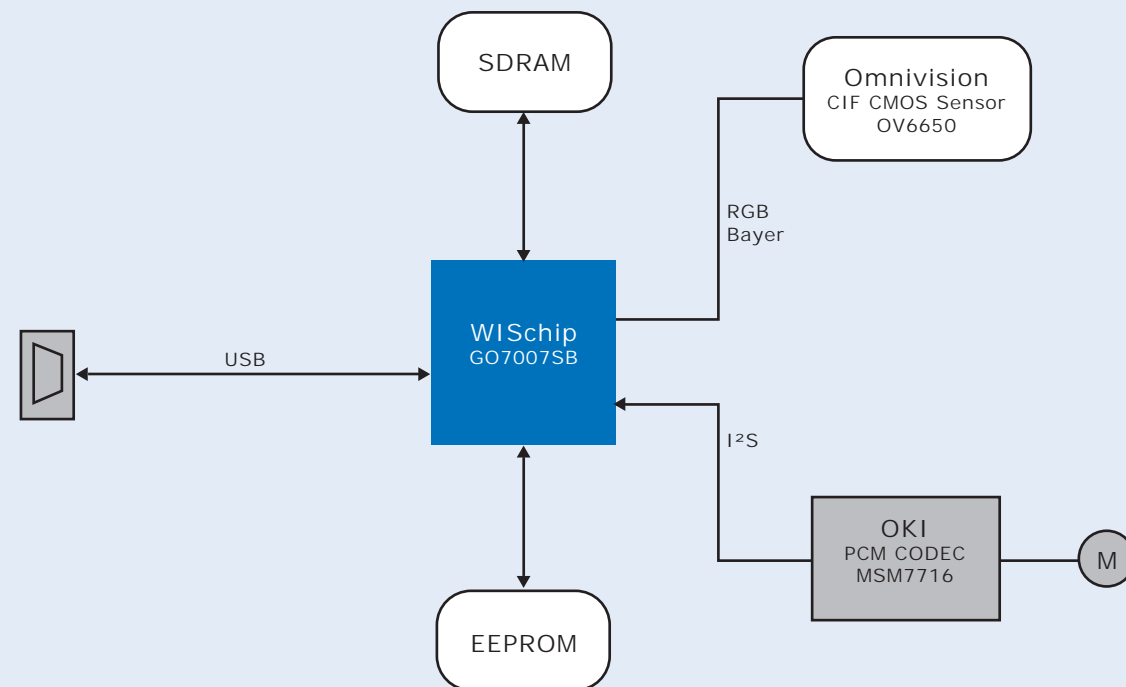 SDRAM
Omnivision
CIF CMOS Sensor
OV6650
RGB
Bayer
WISchip
GO7007SB
USB
I²S
OKI
PCM CODEC
MSM7716
M
EEPROM